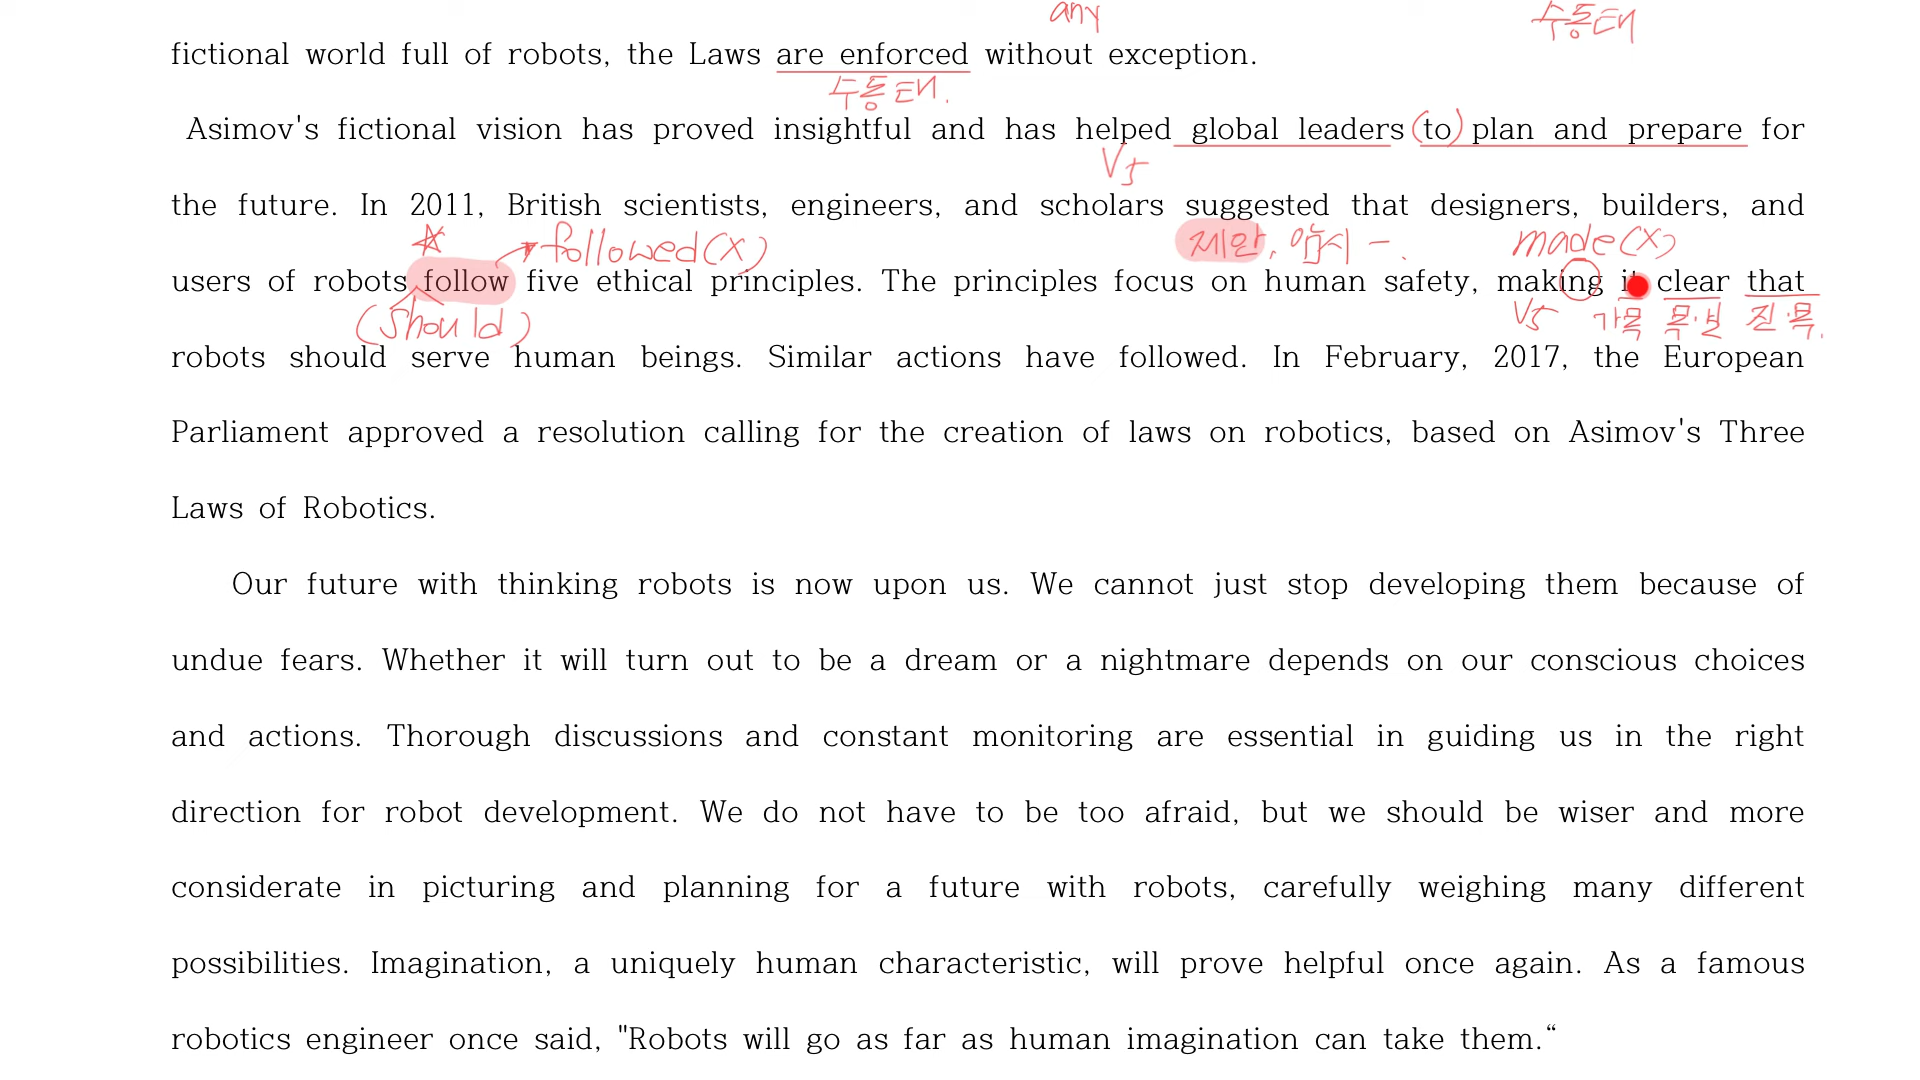 any 수동태
fictional world full of robots, the Laws are enforced without exception.
수동태.
Asimov's fictional vision has proved insightful and has helped global leaders (to) plan and prepare for
V5
the future. In 2011, British scientists, engineers, and scholars suggested that designers, builders, and
followed(X) 제안, 암시 - made(X)
users of robots follow five ethical principles. The principles focus on human safety, making it clear that
(should) V5 가목 목·보 진·목.
robots should serve human beings. Similar actions have followed. In February, 2017, the European
Parliament approved a resolution calling for the creation of laws on robotics, based on Asimov's Three
Laws of Robotics.
Our future with thinking robots is now upon us. We cannot just stop developing them because of
undue fears. Whether it will turn out to be a dream or a nightmare depends on our conscious choices
and actions. Thorough discussions and constant monitoring are essential in guiding us in the right
direction for robot development. We do not have to be too afraid, but we should be wiser and more
considerate in picturing and planning for a future with robots, carefully weighing many different
possibilities. Imagination, a uniquely human characteristic, will prove helpful once again. As a famous
robotics engineer once said, "Robots will go as far as human imagination can take them.“